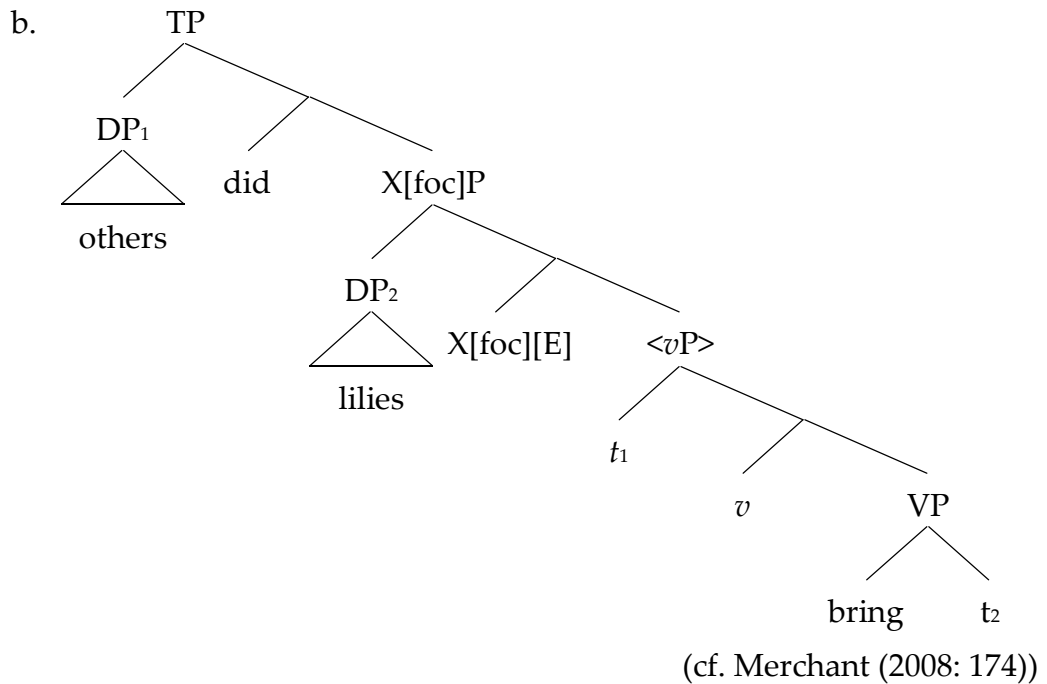 b. TP
DP₁
did X[foc]P
others
DP₂
X[foc][E] <vP>
lilies
t₁
v VP
bring t₂
(cf. Merchant (2008: 174))